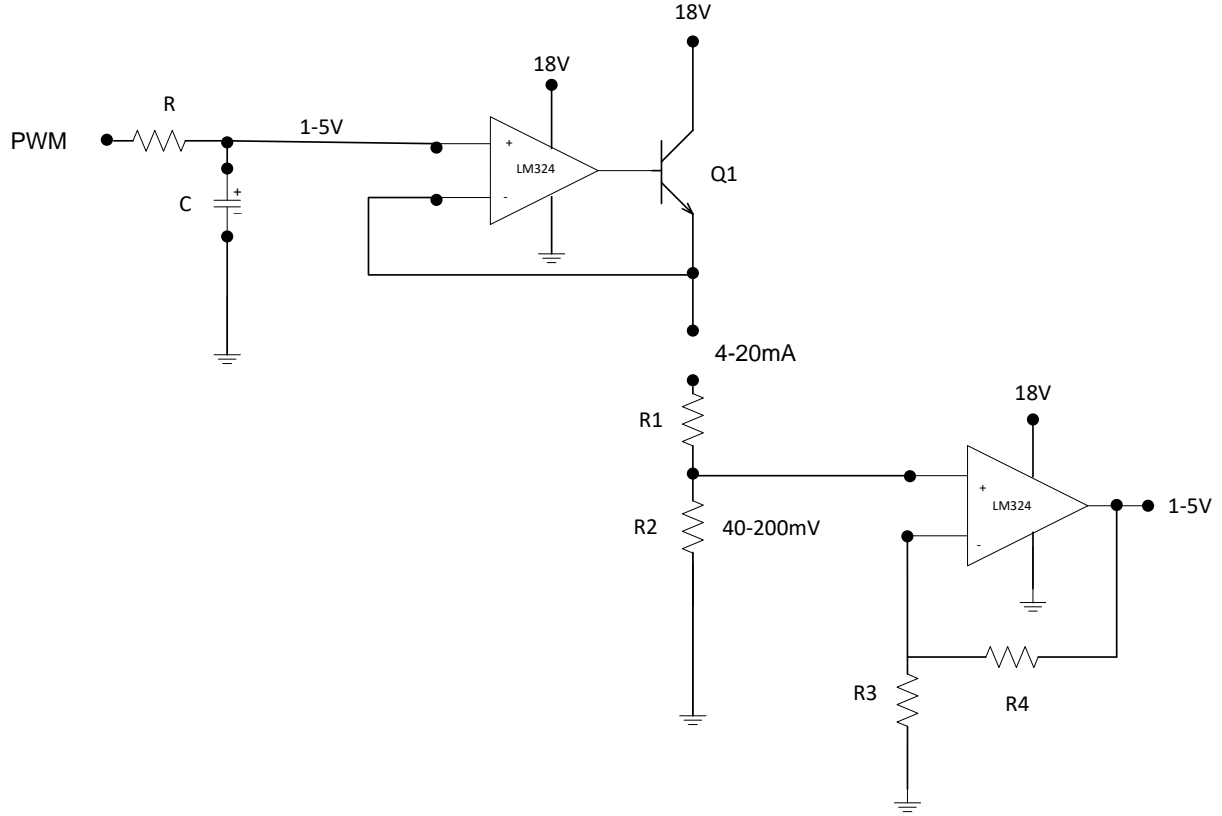 18V
18V
R
PWM
1-5V
+
LM324
-
Q1
C
+
-
4-20mA
18V
R1
+
LM324
1-5V
R2
40-200mV
-
R3
R4